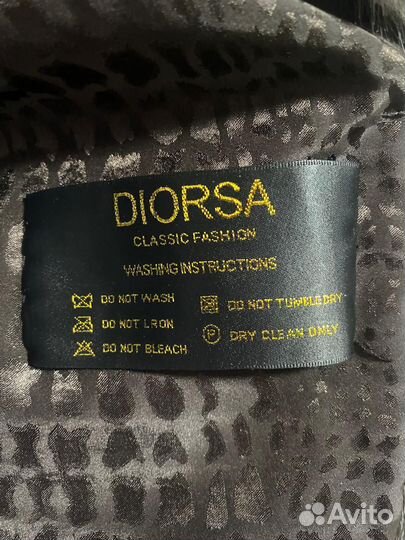 DIORSA
CLASSIC FASHION
WASHING INSTRUCTIONS
DO NOT WASH
DO NOT TUMBLE DRY
DO NOT LRON
P DRY CLEAN ONLY
DO NOT BLEACH
Avito